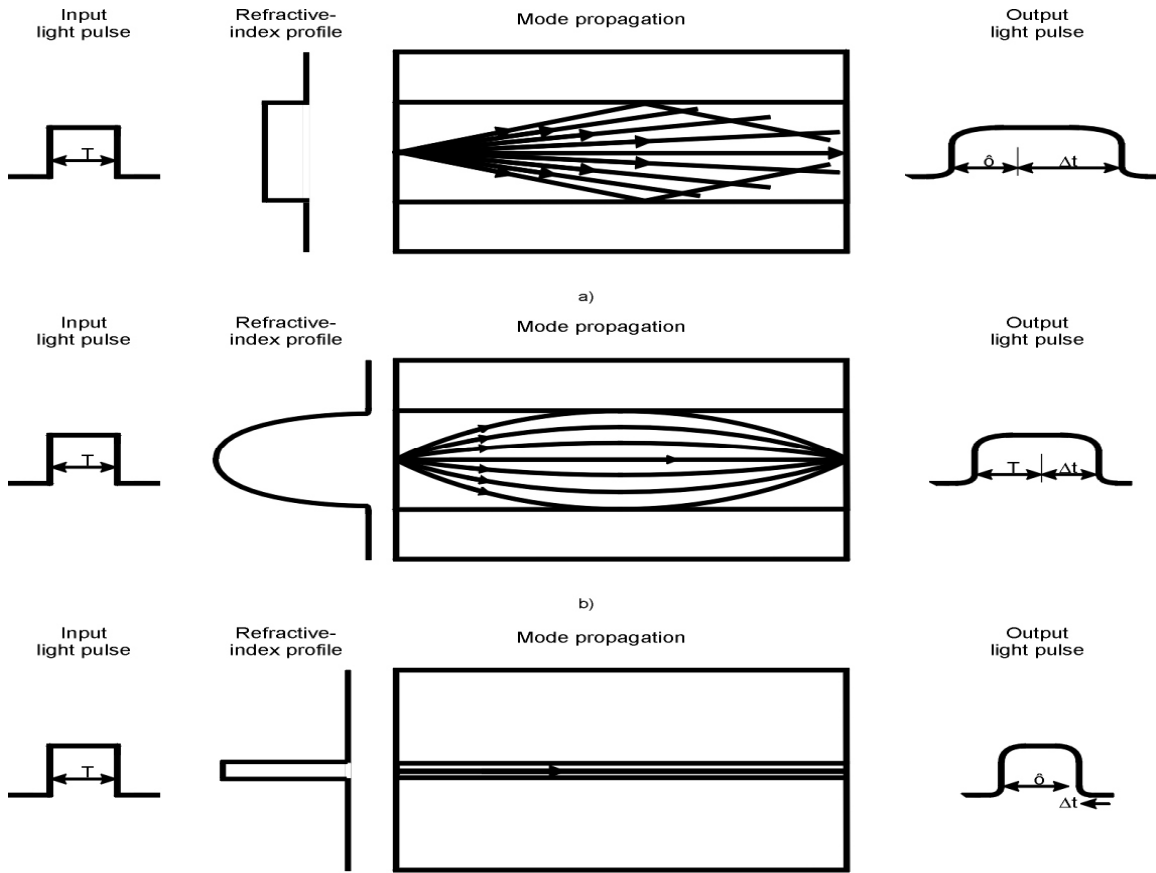 Input
light pulse
Refractive-
index profile
Mode propagation
Output
light pulse
T
ô
Δt
a)
Input
light pulse
Refractive-
index profile
Mode propagation
Output
light pulse
T
T
Δt
b)
Input
light pulse
Refractive-
index profile
Mode propagation
Output
light pulse
T
ô
Δt